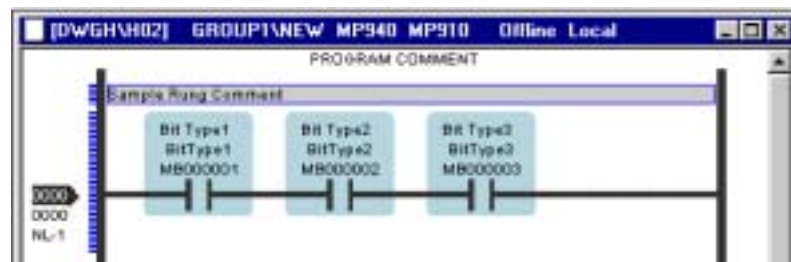 [DWGH\H02] GROUP1\NEW MP940 MP910 Offline Local
PROGRAM COMMENT
Sample Rung Comment
Bit Type1 Bit Type2 Bit Type3
BitType1 BitType2 BitType3
MB000001 MB000002 MB000003
0000
0000
NL-1